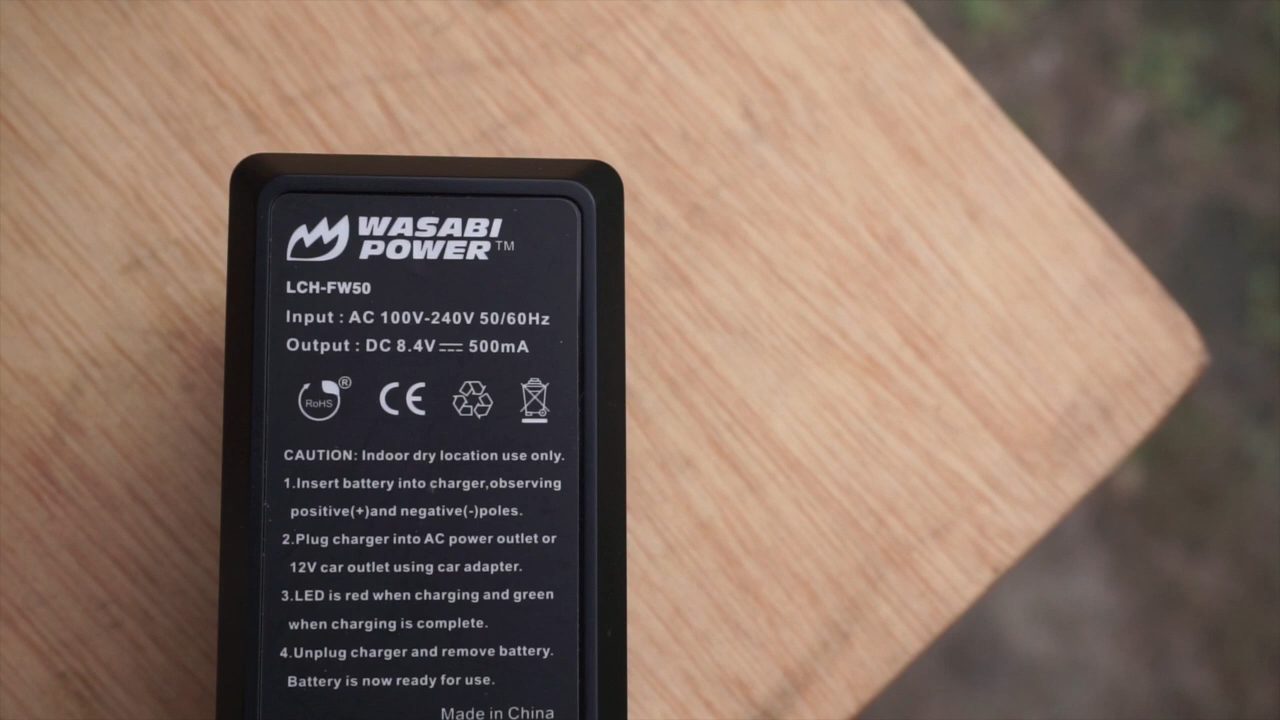 WASABI
POWER™
LCH-FW50
Input : AC 100V-240V 50/60Hz
Output : DC 8.4V⎓500mA
RoHS ® CE
CAUTION: Indoor dry location use only.
1.Insert battery into charger,observing
positive(+)and negative(-)poles.
2.Plug charger into AC power outlet or
12V car outlet using car adapter.
3.LED is red when charging and green
when charging is complete.
4.Unplug charger and remove battery.
Battery is now ready for use.
Made in China